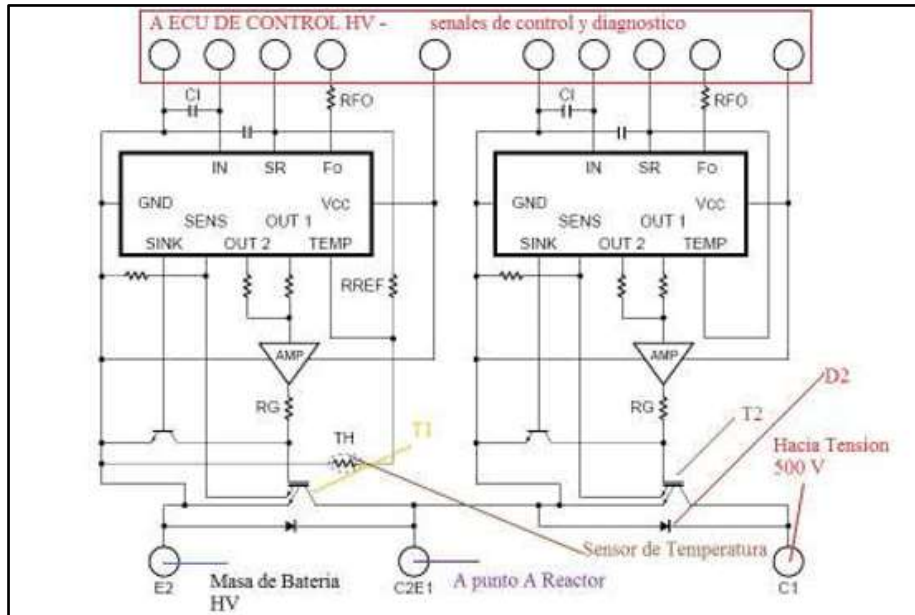 A ECU DE CONTROL HV - senales de control y diagnostico
CI
RFO
CI
RFO
IN SR Fo
GND Vcc
SENS OUT 1
SINK OUT 2 TEMP
IN SR Fo
GND Vcc
SENS OUT 1
SINK OUT 2 TEMP
RREF
AMP
AMP
D2
RG
TH
T1
RG
T2
Hacia Tension
500 V
Sensor de Temperatura
E2
Masa de Bateria
HV
C2E1
A punto A Reactor
C1